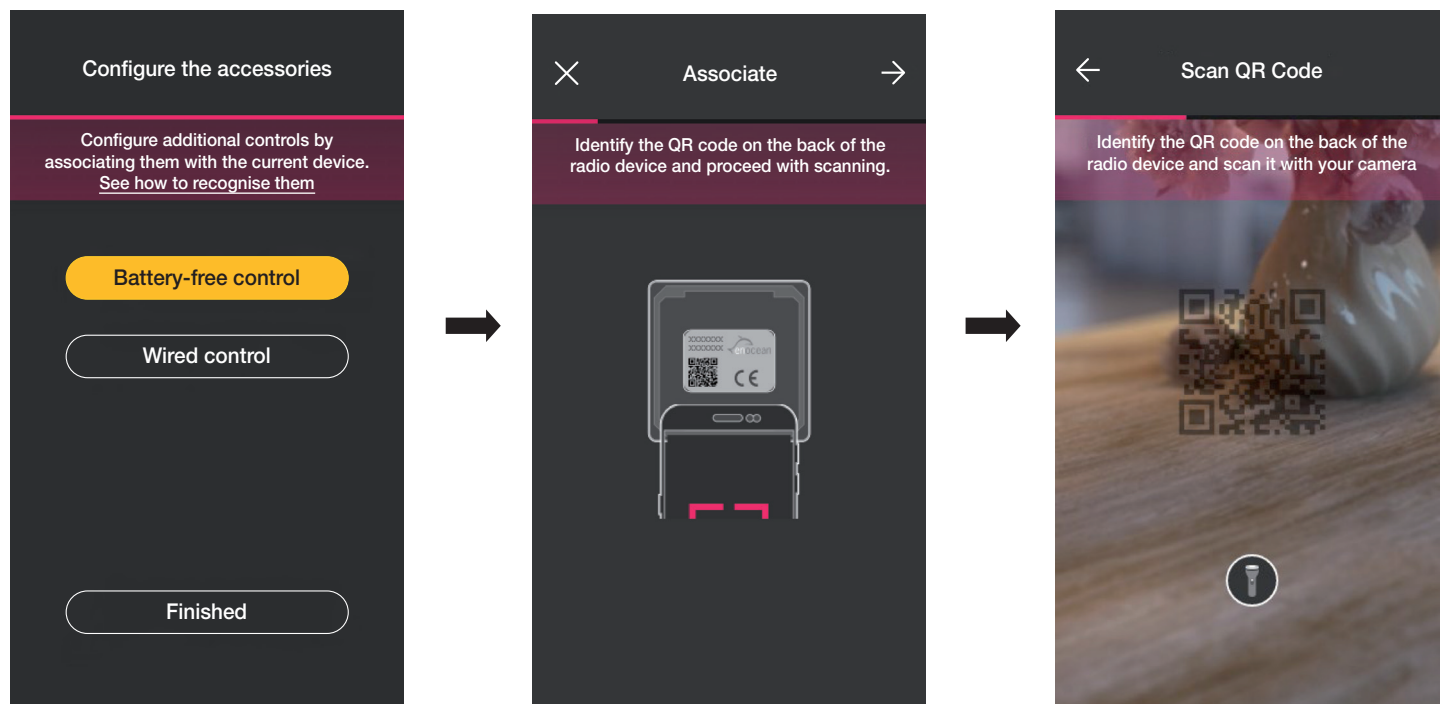 Configure the accessories
Configure additional controls by
associating them with the current device.
See how to recognise them
Battery-free control
Wired control
Finished
Associate
Identify the QR code on the back of the
radio device and proceed with scanning.
XXXXXXX
XXXXXXX
enocean
CE
Scan QR Code
Identify the QR code on the back of the
radio device and scan it with your camera